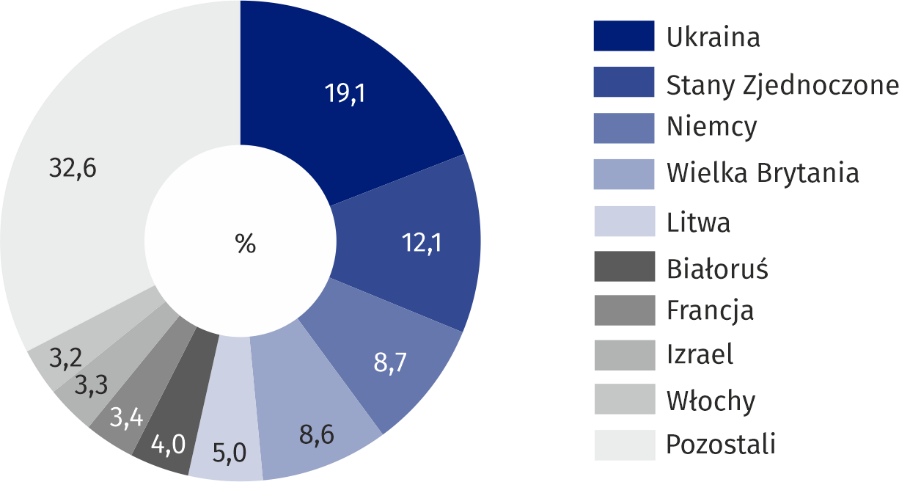 19,1
12,1
8,7
8,6
5,0
4,0
3,4
3,3
3,2
32,6
%
Ukraina
Stany Zjednoczone
Niemcy
Wielka Brytania
Litwa
Białoruś
Francja
Izrael
Włochy
Pozostali